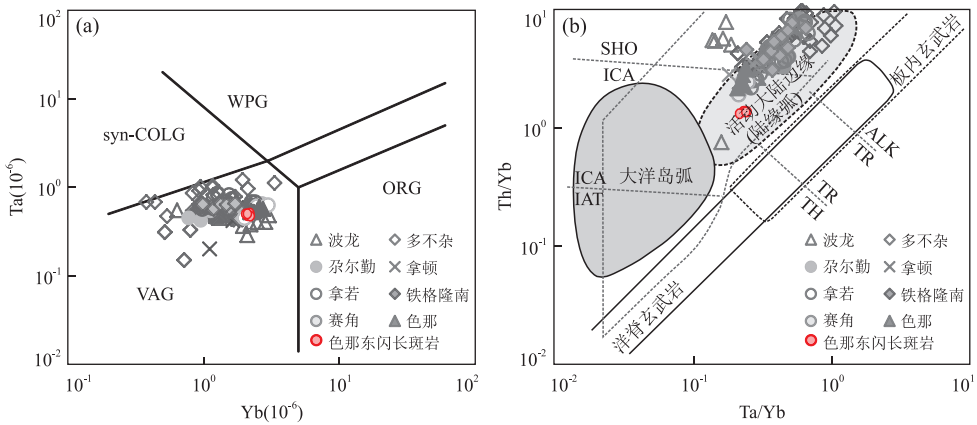 (a)
10²
10¹
10⁰
10⁻¹
10⁻²
Ta(10⁻⁶)
syn-COLG
WPG
ORG
VAG
波龙
多不杂
尕尔勤
拿顿
拿若
铁格隆南
赛角
色那
色那东闪长斑岩
10⁻¹
10⁰
10¹
10²
Yb(10⁻⁶)
(b)
10¹
10⁰
10⁻¹
10⁻²
Th/Yb
SHO
ICA
活动大陆边缘
(陆缘弧)
板内玄武岩
ALK
TR
大洋岛弧
ICA
IAT
TR
TH
洋脊玄武岩
波龙
多不杂
尕尔勤
拿顿
拿若
铁格隆南
赛角
色那
色那东闪长斑岩
10⁻²
10⁻¹
10⁰
10¹
Ta/Yb